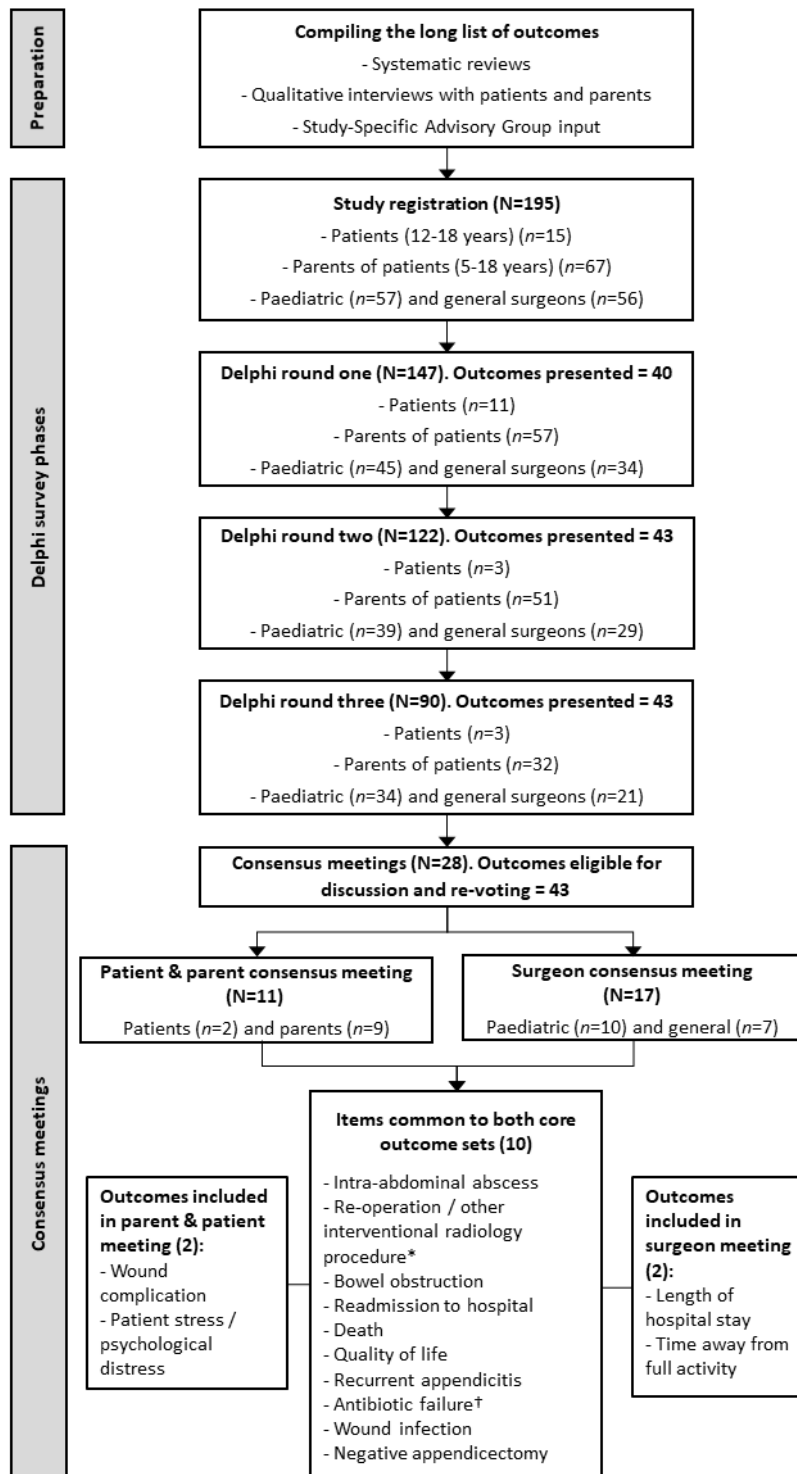 Preparation
Compiling the long list of outcomes
- Systematic reviews
- Qualitative interviews with patients and parents
- Study-Specific Advisory Group input
Delphi survey phases
Study registration (N=195)
- Patients (12-18 years) (n=15)
- Parents of patients (5-18 years) (n=67)
- Paediatric (n=57) and general surgeons (n=56)
Delphi round one (N=147). Outcomes presented = 40
- Patients (n=11)
- Parents of patients (n=57)
- Paediatric (n=45) and general surgeons (n=34)
Delphi round two (N=122). Outcomes presented = 43
- Patients (n=3)
- Parents of patients (n=51)
- Paediatric (n=39) and general surgeons (n=29)
Delphi round three (N=90). Outcomes presented = 43
- Patients (n=3)
- Parents of patients (n=32)
- Paediatric (n=34) and general surgeons (n=21)
Consensus meetings
Consensus meetings (N=28). Outcomes eligible for
discussion and re-voting = 43
Patient & parent consensus meeting
(N=11)
Patients (n=2) and parents (n=9)
Surgeon consensus meeting
(N=17)
Paediatric (n=10) and general (n=7)
Outcomes included
in parent & patient
meeting (2):
- Wound
complication
- Patient stress /
psychological
distress
Items common to both core
outcome sets (10)
- Intra-abdominal abscess
- Re-operation / other
interventional radiology
procedure*
- Bowel obstruction
- Readmission to hospital
- Death
- Quality of life
- Recurrent appendicitis
- Antibiotic failure†
- Wound infection
- Negative appendicectomy
Outcomes
included in
surgeon meeting
(2):
- Length of
hospital stay
- Time away from
full activity